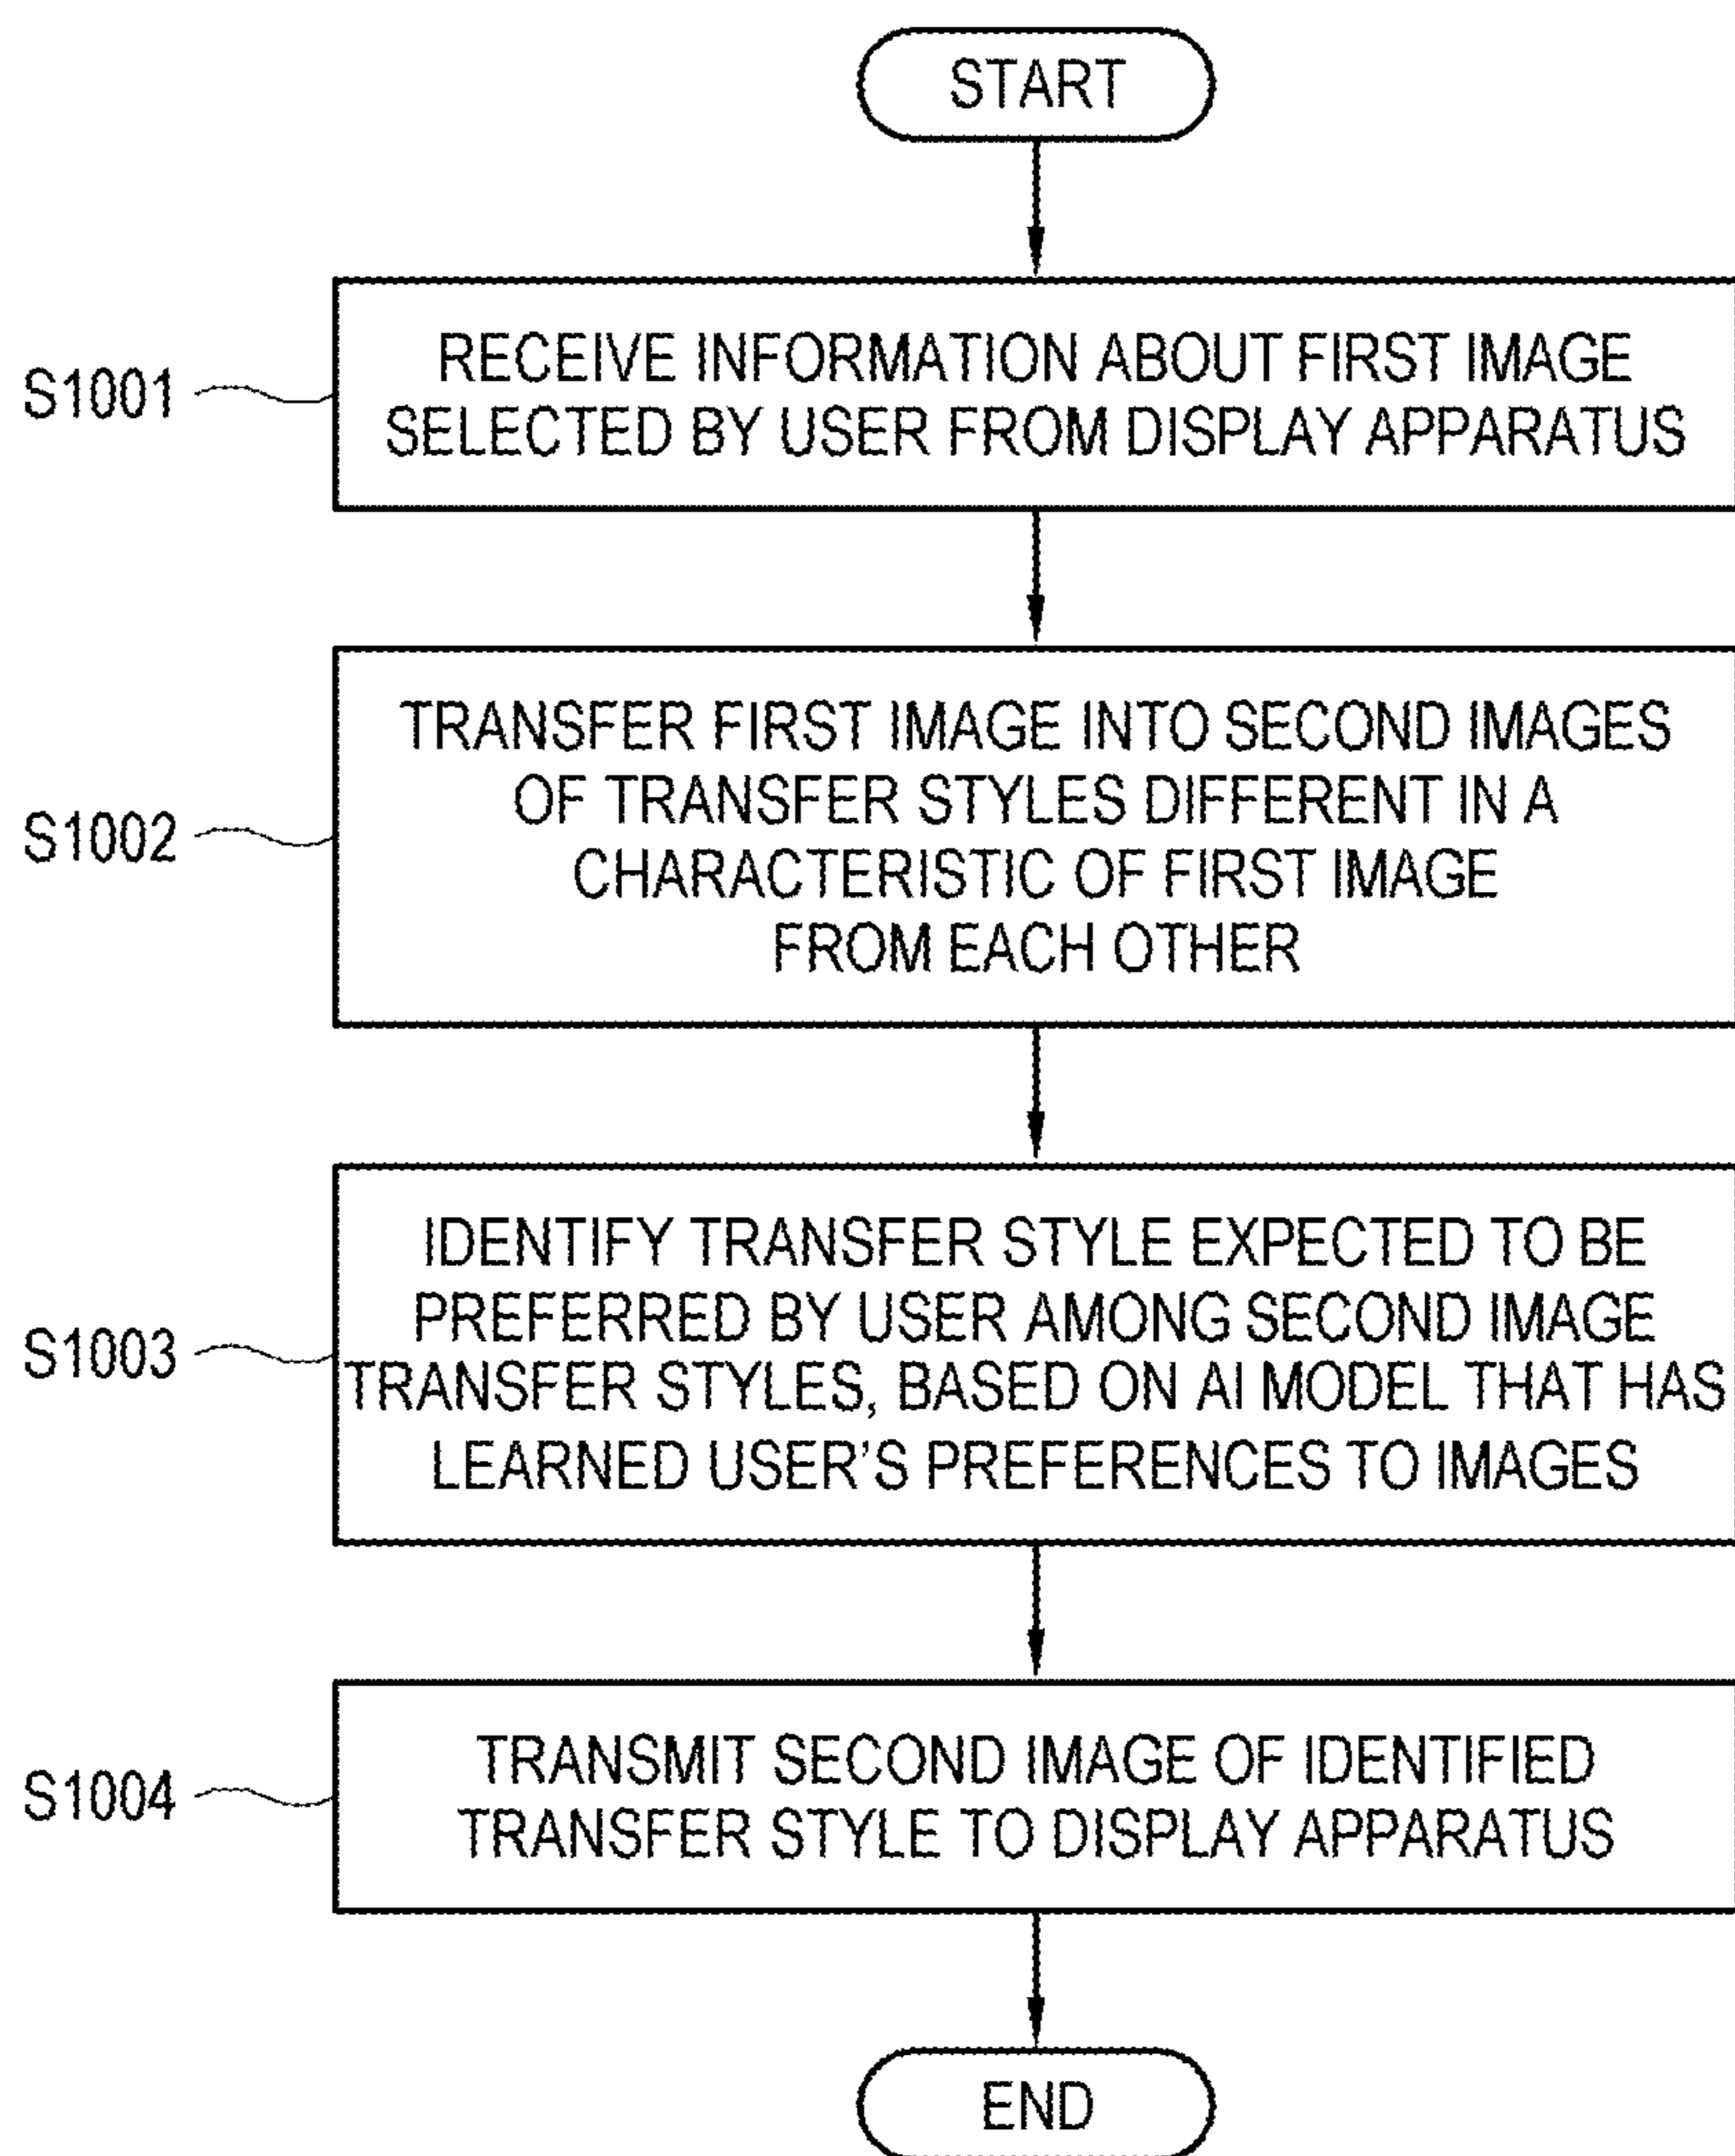 START
S1001
RECEIVE INFORMATION ABOUT FIRST IMAGE
SELECTED BY USER FROM DISPLAY APPARATUS
S1002
TRANSFER FIRST IMAGE INTO SECOND IMAGES
OF TRANSFER STYLES DIFFERENT IN A
CHARACTERISTIC OF FIRST IMAGE
FROM EACH OTHER
S1003
IDENTIFY TRANSFER STYLE EXPECTED TO BE
PREFERRED BY USER AMONG SECOND IMAGE
TRANSFER STYLES, BASED ON AI MODEL THAT HAS
LEARNED USER'S PREFERENCES TO IMAGES
S1004
TRANSMIT SECOND IMAGE OF IDENTIFIED
TRANSFER STYLE TO DISPLAY APPARATUS
END